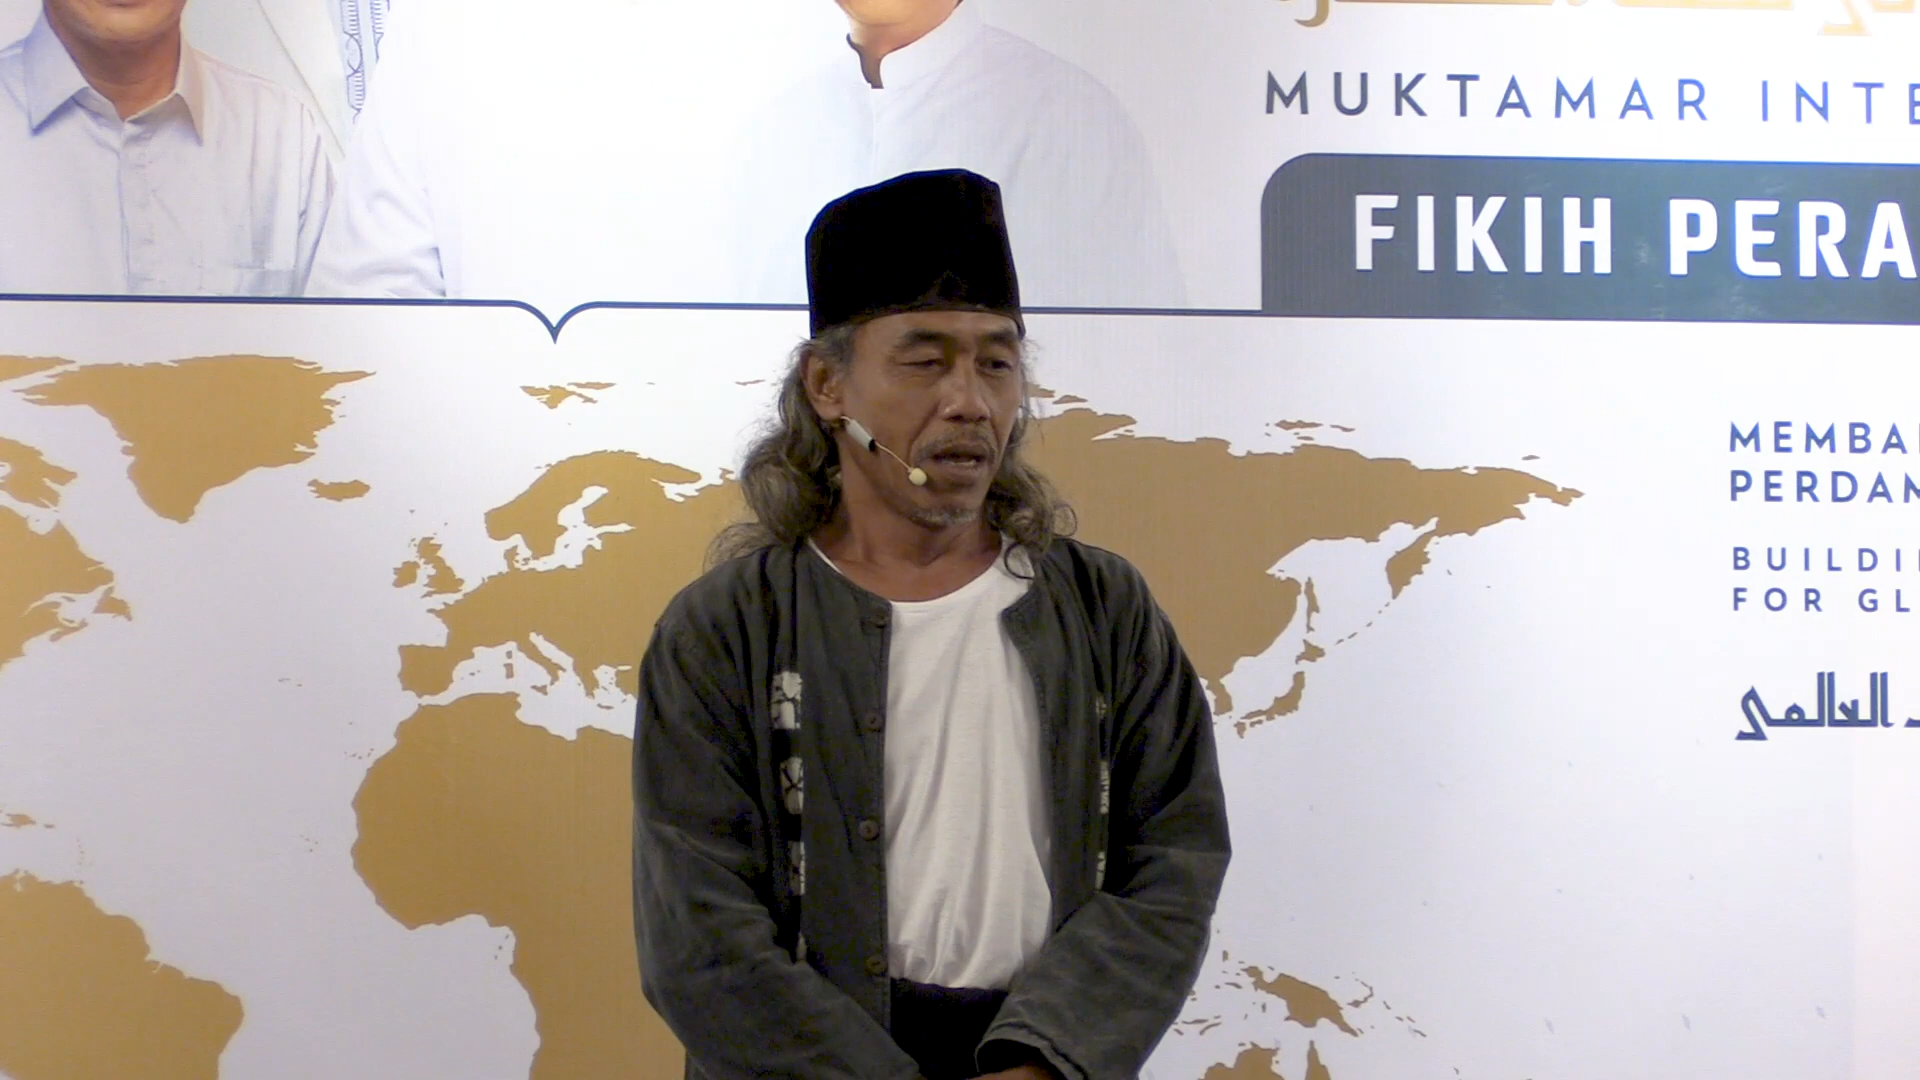 MUKTAMAR INTE
FIKIH PERA
MEMBA
PERDAM
BUILDI
FOR GL
العالمي